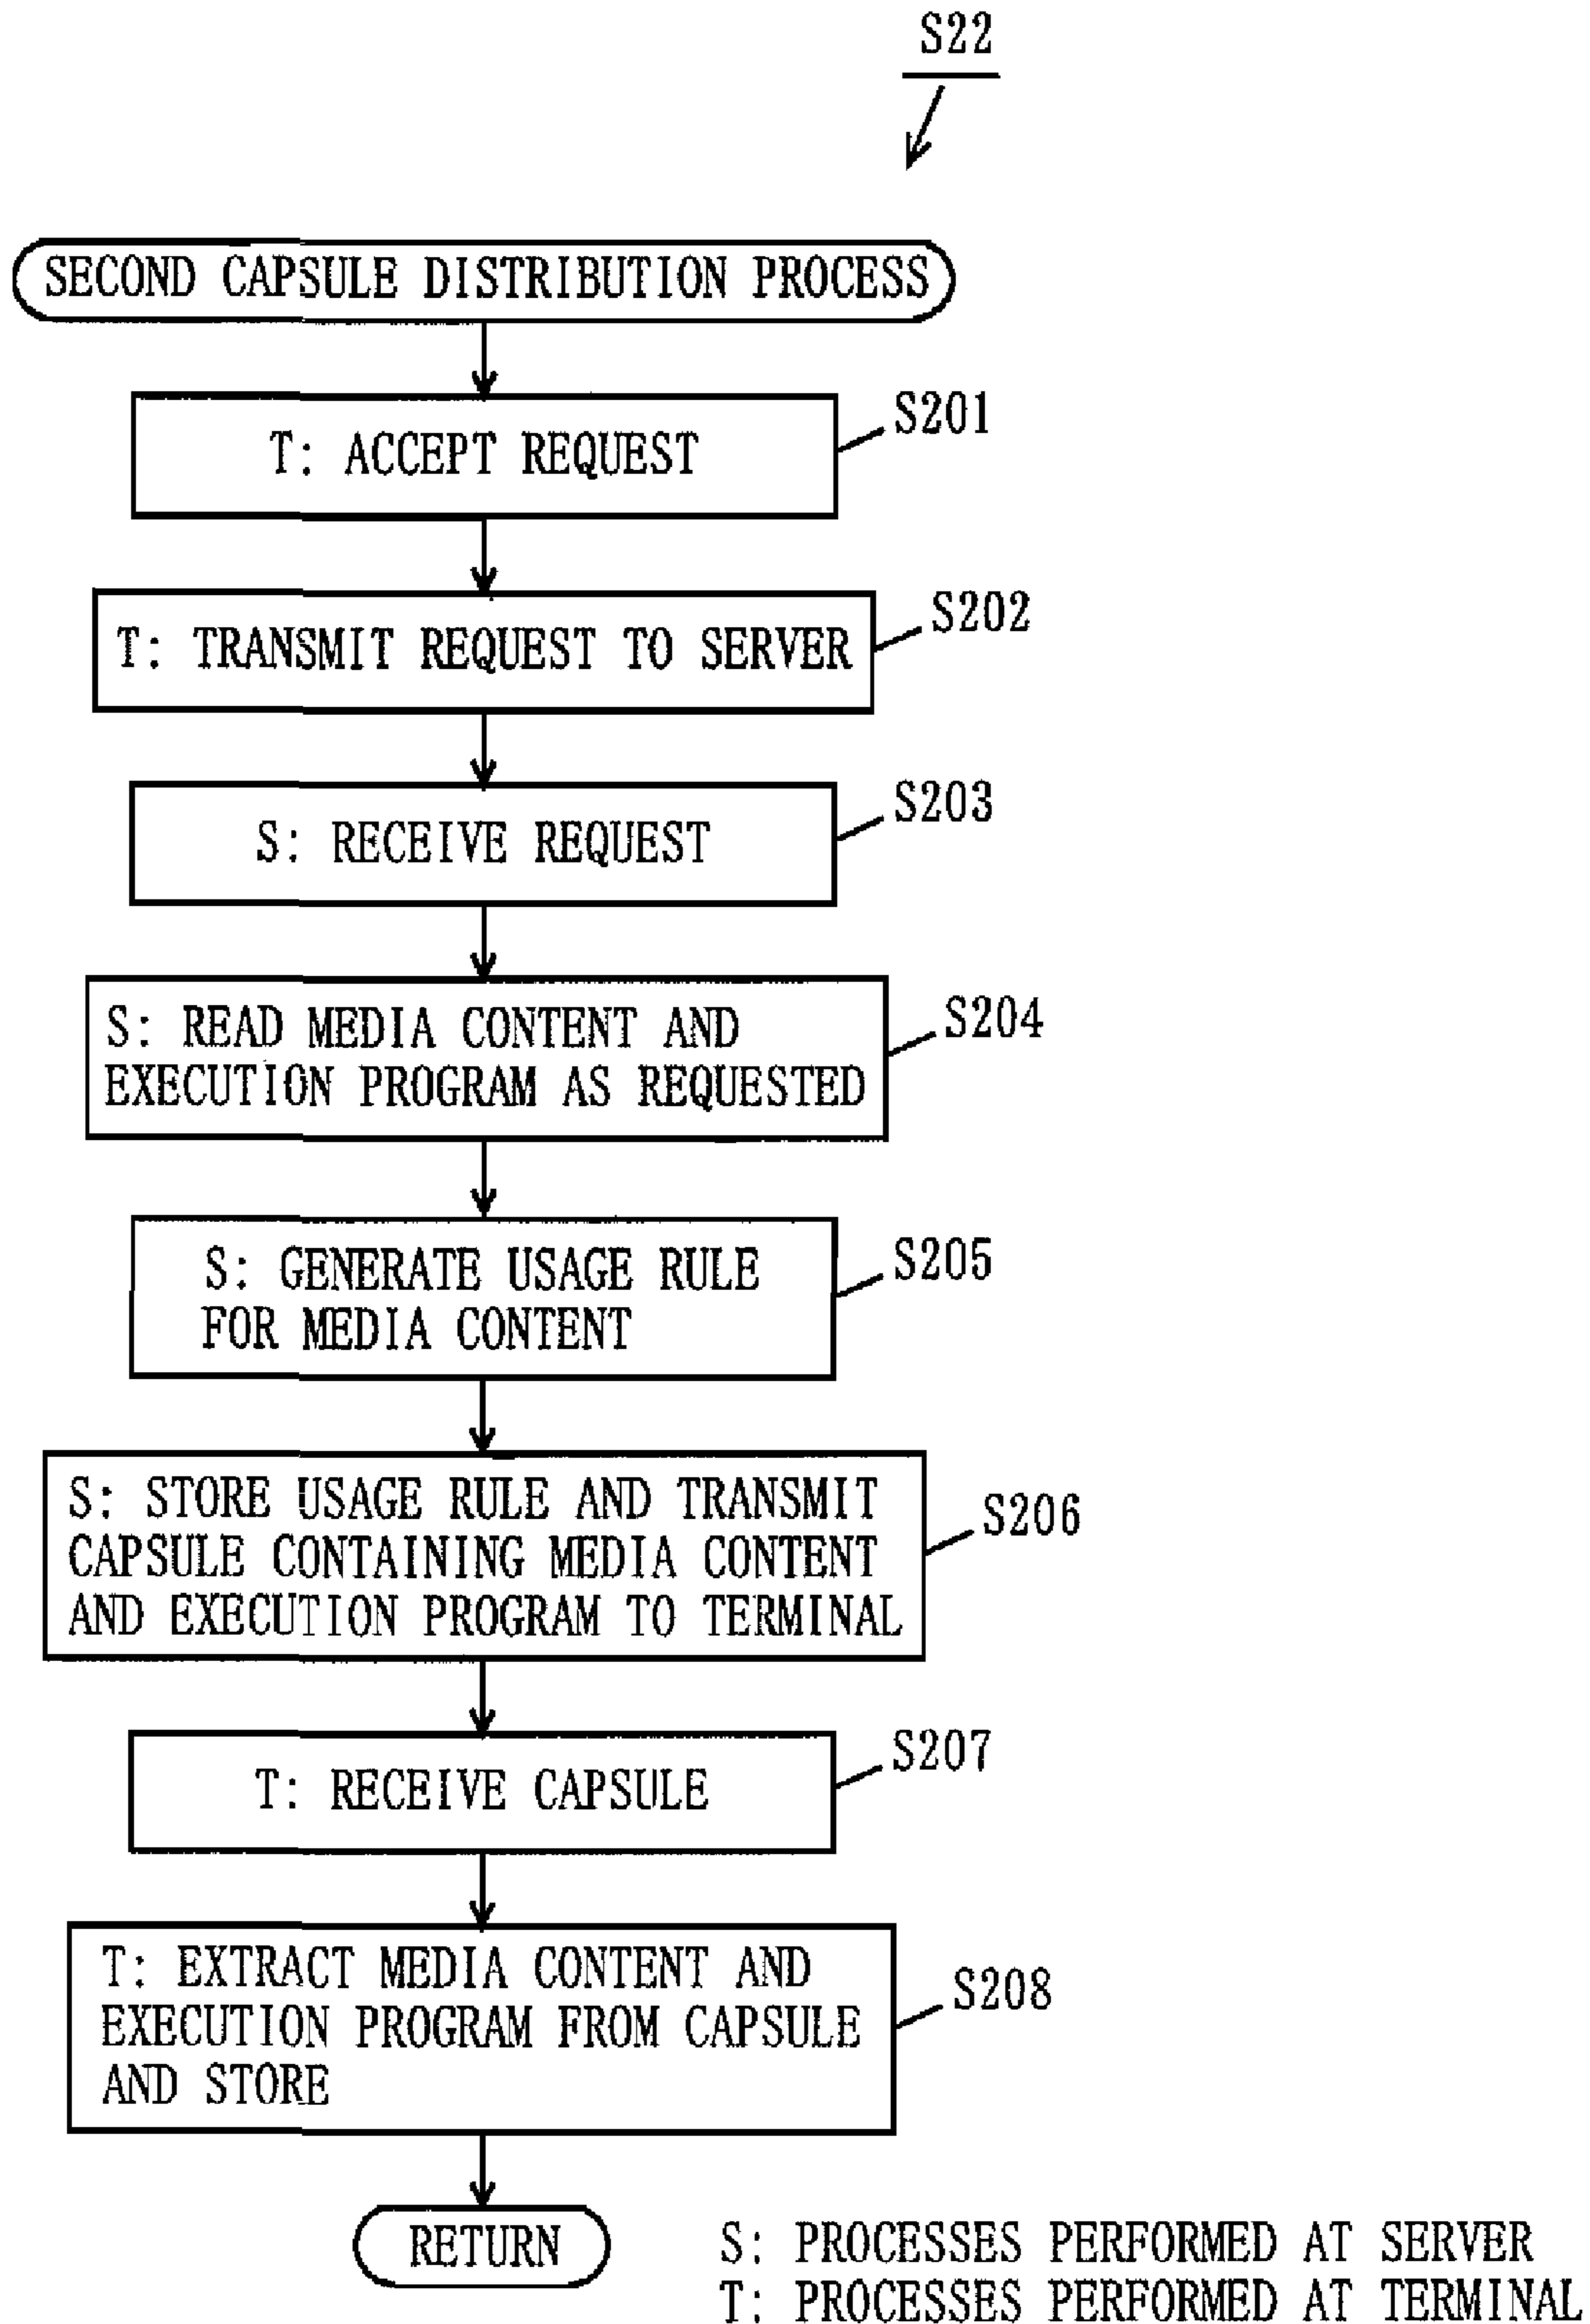 S22
SECOND CAPSULE DISTRIBUTION PROCESS
T: ACCEPT REQUEST
S201
T: TRANSMIT REQUEST TO SERVER
S202
S: RECEIVE REQUEST
S203
S: READ MEDIA CONTENT AND
EXECUTION PROGRAM AS REQUESTED
S204
S: GENERATE USAGE RULE
FOR MEDIA CONTENT
S205
S: STORE USAGE RULE AND TRANSMIT
CAPSULE CONTAINING MEDIA CONTENT
AND EXECUTION PROGRAM TO TERMINAL
S206
T: RECEIVE CAPSULE
S207
T: EXTRACT MEDIA CONTENT AND
EXECUTION PROGRAM FROM CAPSULE
AND STORE
S208
RETURN
S: PROCESSES PERFORMED AT SERVER
T: PROCESSES PERFORMED AT TERMINAL